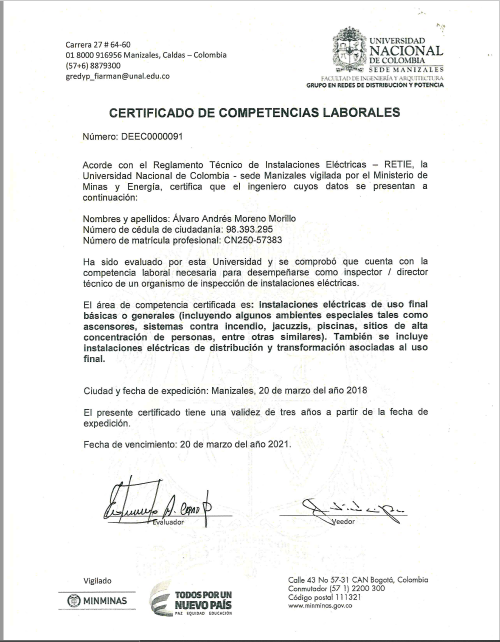 Carrera 27 # 64-60
01 8000 916956 Manizales, Caldas – Colombia
(57+6) 8879300
gredyp_fiarman@unal.edu.co
UNIVERSIDAD
NACIONAL
DE COLOMBIA
SEDE MANIZALES
FACULTAD DE INGENIERÍA Y ARQUITECTURA
GRUPO EN REDES DE DISTRIBUCIÓN Y POTENCIA
CERTIFICADO DE COMPETENCIAS LABORALES
Número: DEEC0000091
Acorde con el Reglamento Técnico de Instalaciones Eléctricas – RETIE, la
Universidad Nacional de Colombia - sede Manizales vigilada por el Ministerio de
Minas y Energía, certifica que el ingeniero cuyos datos se presentan a
continuación:
Nombres y apellidos: Álvaro Andrés Moreno Morillo
Número de cédula de ciudadanía: 98.393.295
Número de matrícula profesional: CN250-57383
Ha sido evaluado por esta Universidad y se comprobó que cuenta con la
competencia laboral necesaria para desempeñarse como inspector / director
técnico de un organismo de inspección de instalaciones eléctricas.
El área de competencia certificada es: Instalaciones eléctricas de uso final
básicas o generales (incluyendo algunos ambientes especiales tales como
ascensores, sistemas contra incendio, jacuzzis, piscinas, sitios de alta
concentración de personas, entre otras similares). También se incluye
instalaciones eléctricas de distribución y transformación asociadas al uso
final.
Ciudad y fecha de expedición: Manizales, 20 de marzo del año 2018
El presente certificado tiene una validez de tres años a partir de la fecha de
expedición.
Fecha de vencimiento: 20 de marzo del año 2021.
Evaluador
Veedor
Vigilado
MINMINAS
TODOS POR UN
NUEVO PAÍS
PAZ EQUIDAD EDUCACIÓN
Calle 43 No 57-31 CAN Bogotá, Colombia
Conmutador (57 1) 2200 300
Código postal 111321
www.minminas.gov.co